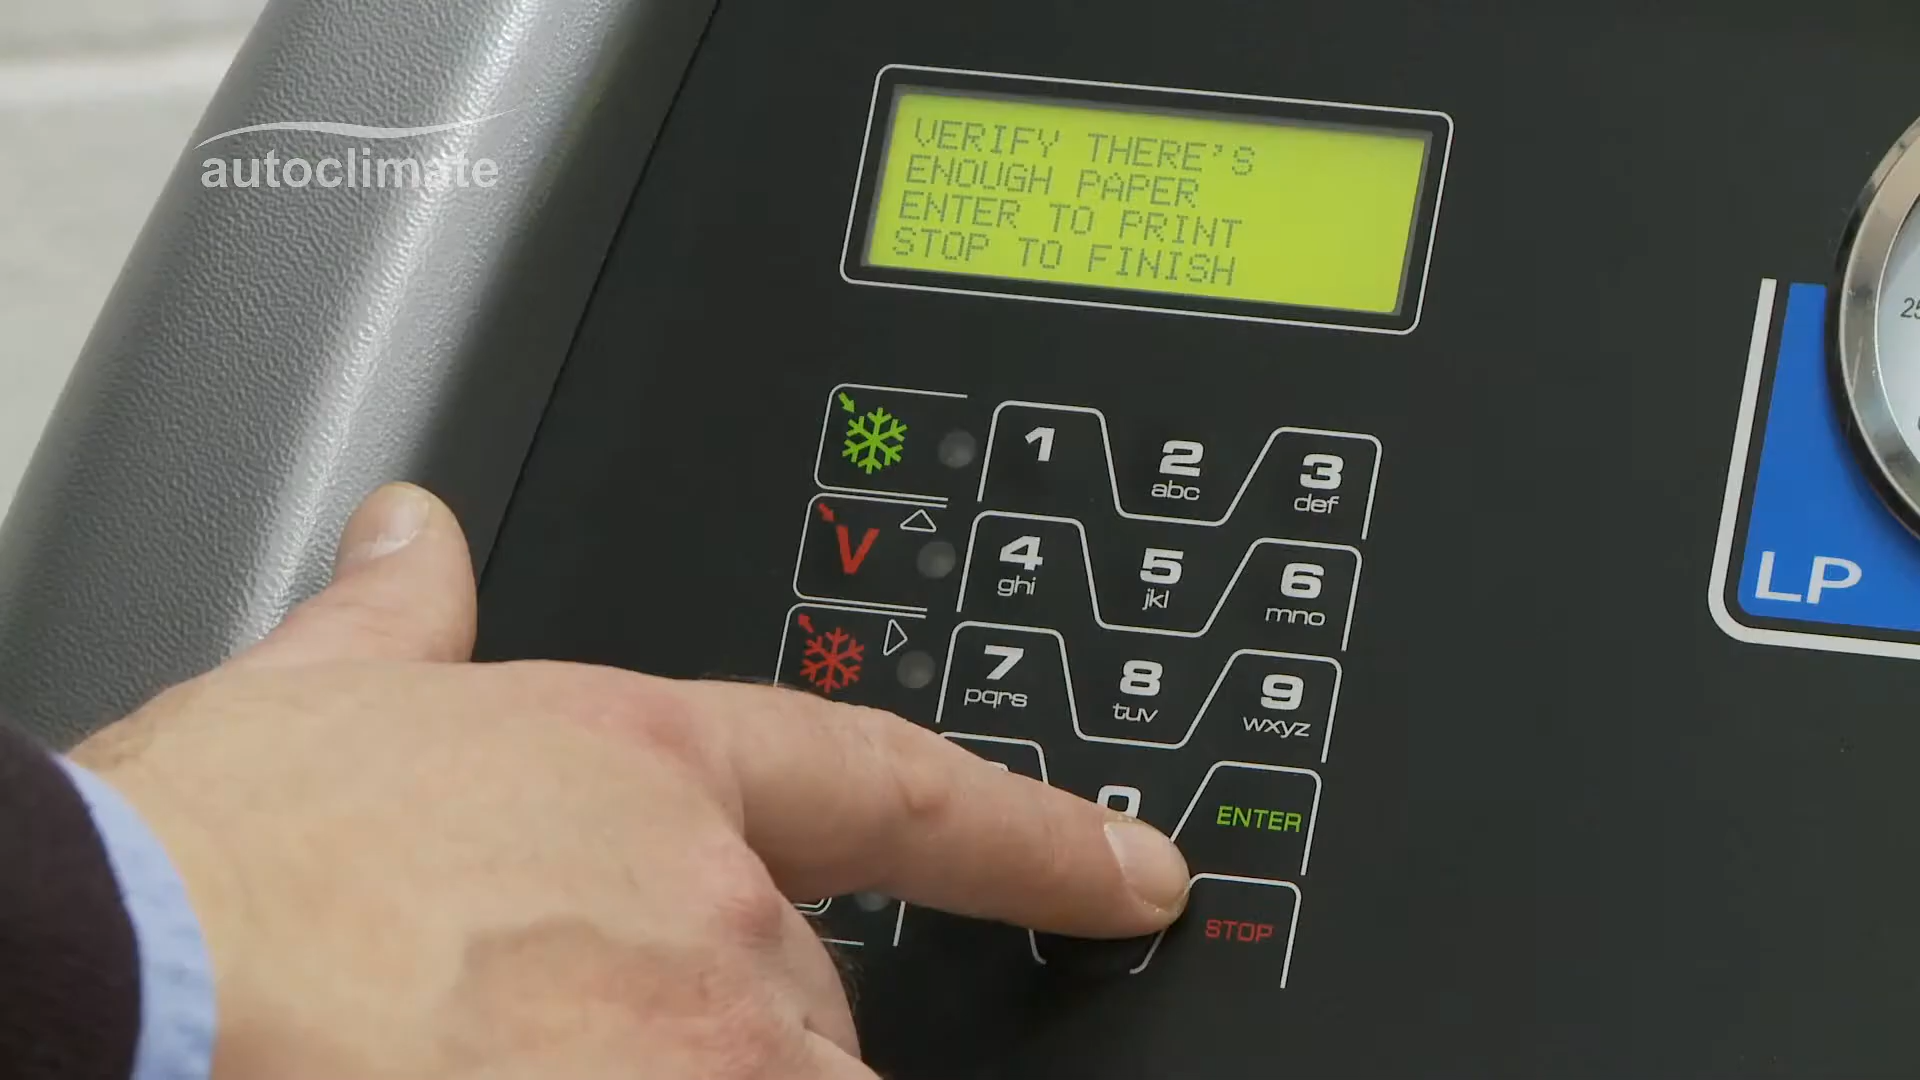 autoclimate
VERIFY THERE'S
ENOUGH PAPER
ENTER TO PRINT
STOP TO FINISH
1
2
abc
3
def
V
4
ghi
5
jkl
6
mno
7
pqrs
8
tuv
9
wxyz
0
ENTER
STOP
25
LP